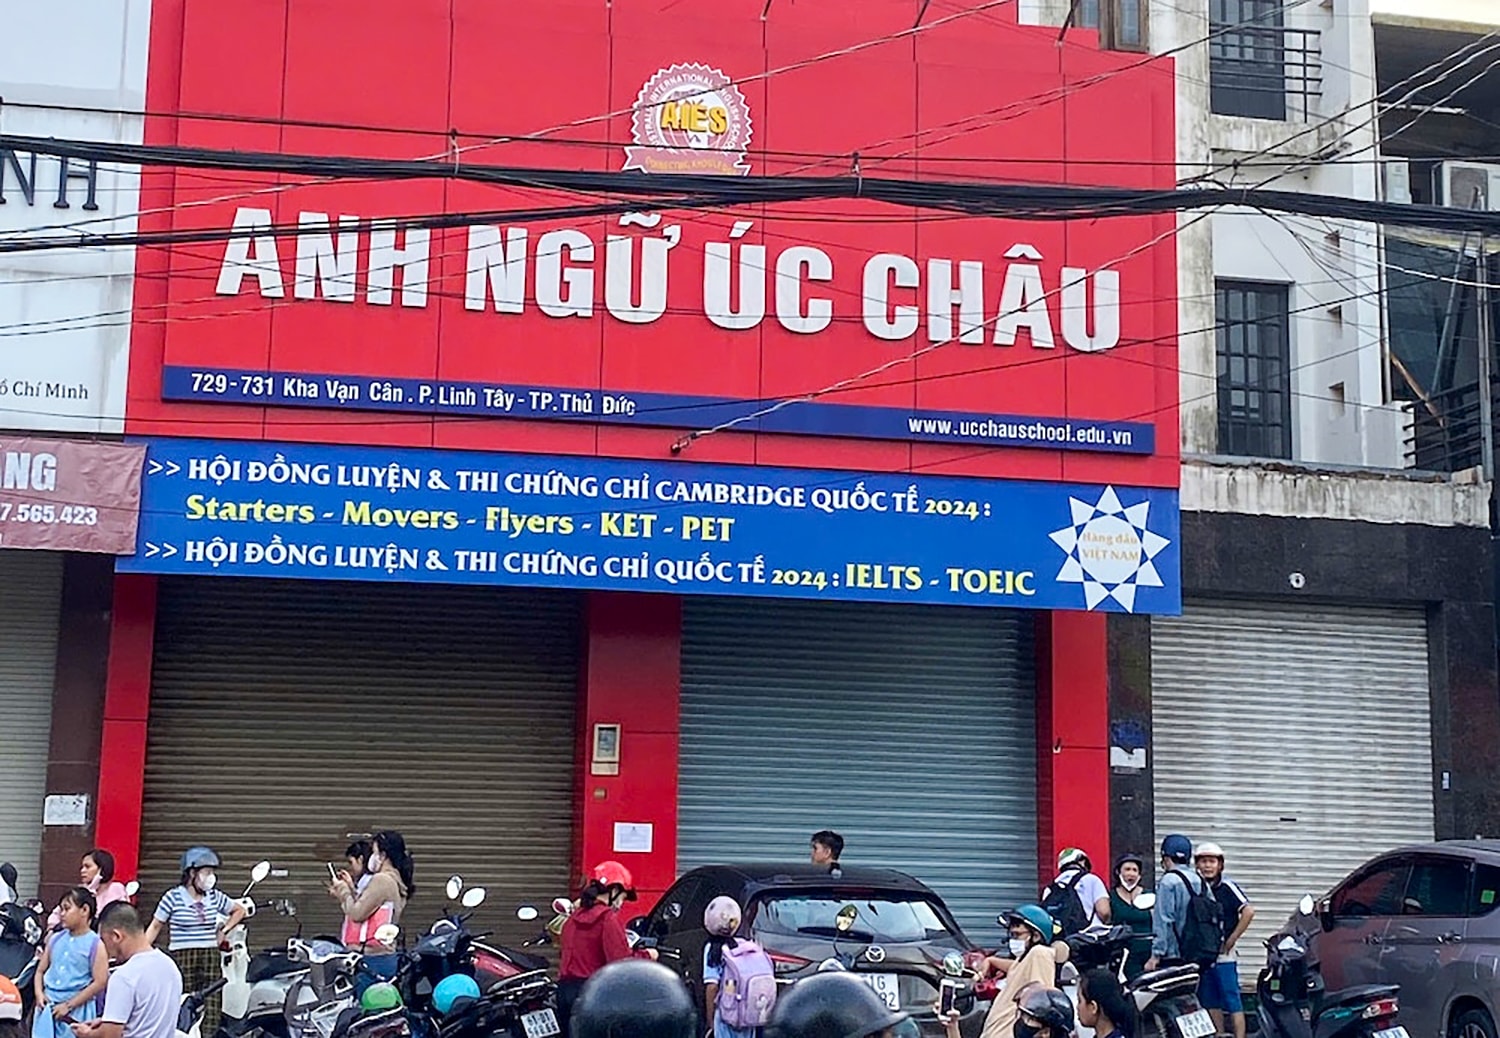 AIES
ANH NGỮ ÚC CHÂU
729-731 Kha Vạn Cân . P. Linh Tây - TP. Thủ Đức
www.ucchauschool.edu.vn
>> HỘI ĐỒNG LUYỆN & THI CHỨNG CHỈ CAMBRIDGE QUỐC TẾ 2024 :
Starters - Movers - Flyers - KET - PET
>> HỘI ĐỒNG LUYỆN & THI CHỨNG CHỈ QUỐC TẾ 2024 : IELTS - TOEIC
Hàng đầu
VIỆT NAM
NH
Chí Minh
7.565.423